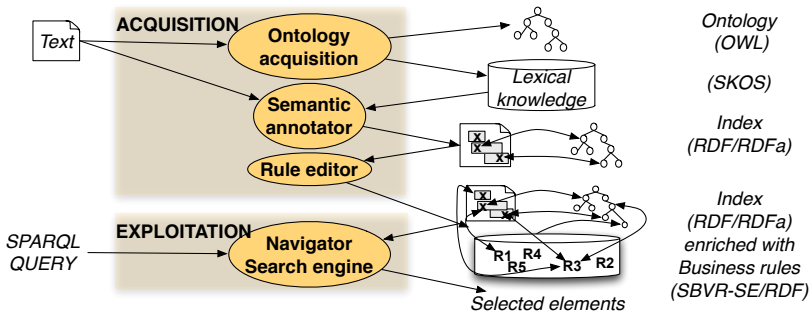 ACQUISITION
Text
Ontology
acquisition
Ontology
(OWL)
Lexical
knowledge
(SKOS)
Semantic
annotator
X
X
X
Index
(RDF/RDFa)
Rule editor
X
X
X
Index
(RDF/RDFa)
enriched with
Business rules
(SBVR-SE/RDF)
EXPLOITATION
SPARQL
QUERY
Navigator
Search engine
R1 R4
R5 R3 R2
Selected elements